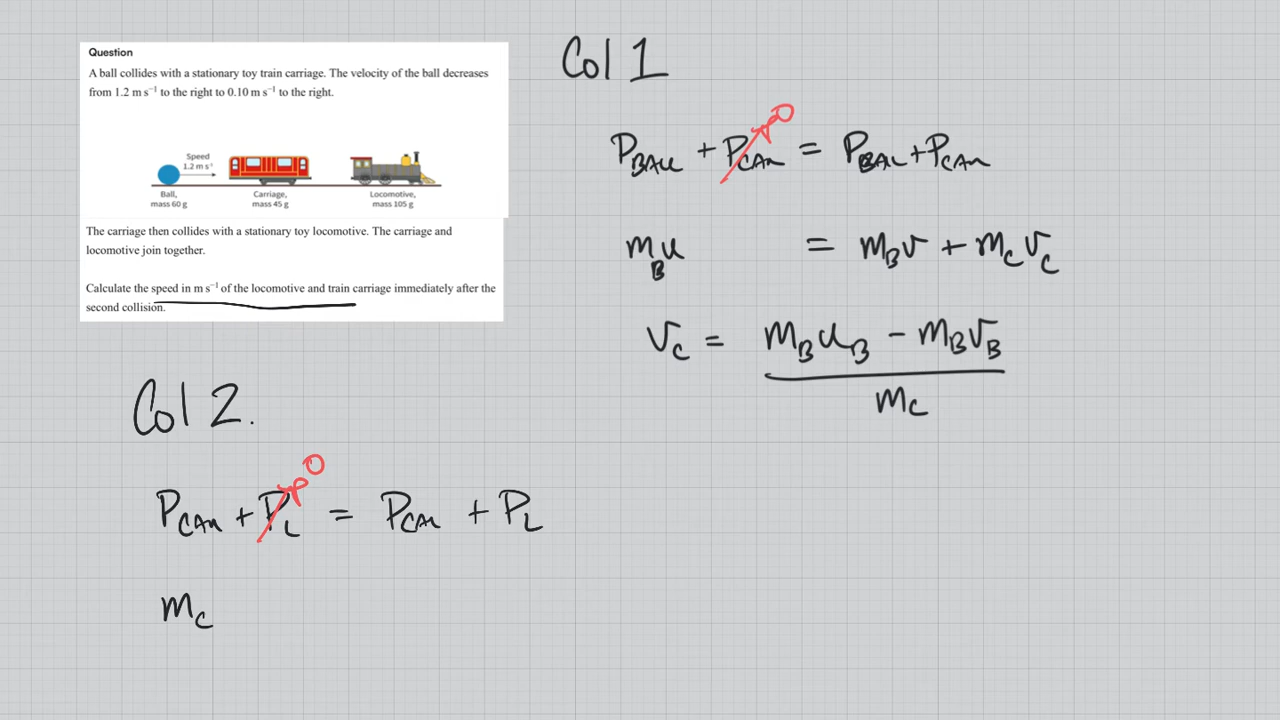 Question
A ball collides with a stationary toy train carriage. The velocity of the ball decreases
from 1.2 m s⁻¹ to the right to 0.10 m s⁻¹ to the right.
Speed
1.2 m s⁻¹
Ball,
mass 60 g
Carriage,
mass 45 g
Locomotive,
mass 105 g
The carriage then collides with a stationary toy locomotive. The carriage and
locomotive join together.
Calculate the speed in m s⁻¹ of the locomotive and train carriage immediately after the
second collision.
Col 1
P_BALL + P_CAR → 0 = P_BALL + P_CAR
m_B u = m_B v + m_C v_C
v_C = (m_B u_B - m_B v_B) / m_C
Col 2.
P_CAR + P_L → 0 = P_CAR + P_L
m_C